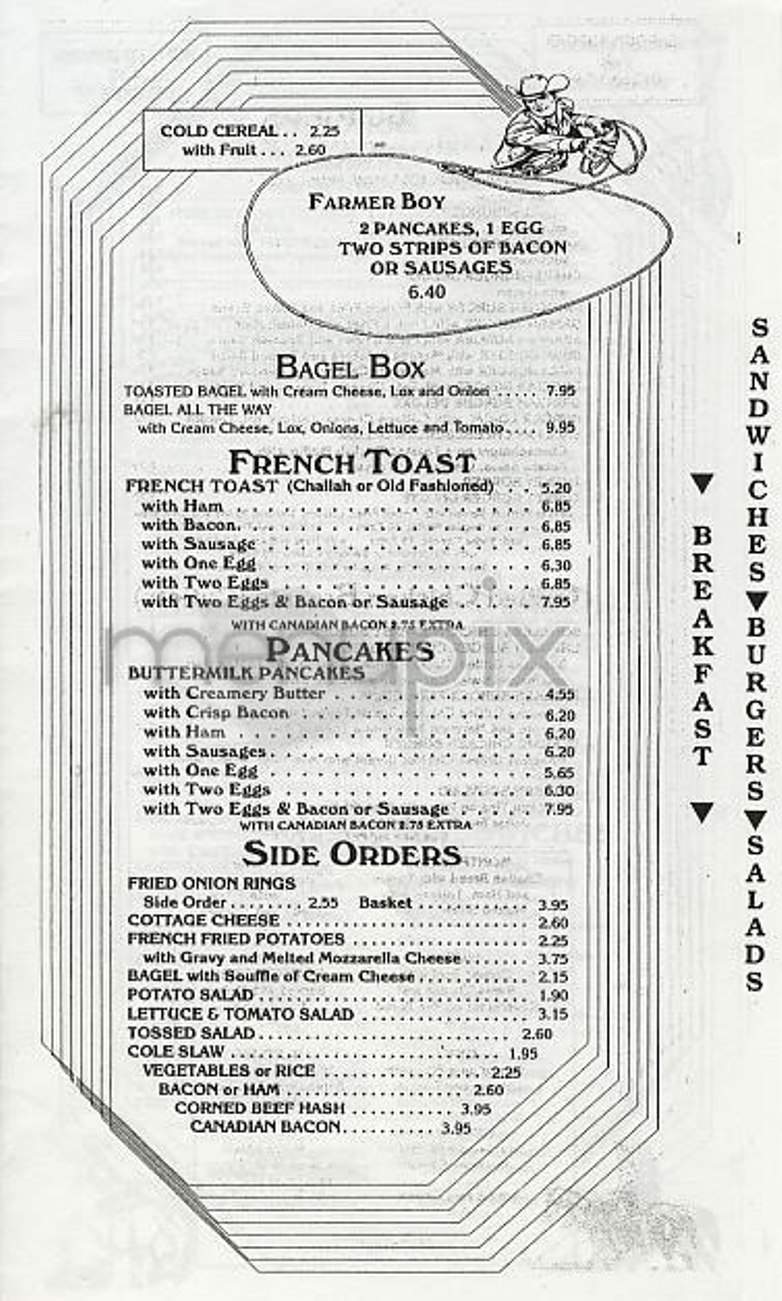 COLD CEREAL . . 2.25
with Fruit . . . 2.60
FARMER BOY
2 PANCAKES, 1 EGG
TWO STRIPS OF BACON
OR SAUSAGES
6.40
BAGEL BOX
TOASTED BAGEL with Cream Cheese, Lox and Onion . . . . . 7.95
BAGEL ALL THE WAY
with Cream Cheese, Lox, Onions, Lettuce and Tomato . . . . 9.95
FRENCH TOAST
FRENCH TOAST (Challah or Old Fashioned) . . 5.20
with Ham . . . . . . . . . . . . . . . . 6.85
with Bacon. . . . . . . . . . . . . . . . 6.85
with Sausage . . . . . . . . . . . . . . 6.85
with One Egg . . . . . . . . . . . . . . 6.30
with Two Eggs . . . . . . . . . . . . . 6.85
with Two Eggs & Bacon or Sausage . . . . . 7.95
WITH CANADIAN BACON 2.75 EXTRA
menupix
PANCAKES
BUTTERMILK PANCAKES
with Creamery Butter . . . . . . . . . . . 4.55
with Crisp Bacon . . . . . . . . . . . . . 6.20
with Ham . . . . . . . . . . . . . . . . 6.20
with Sausages . . . . . . . . . . . . . . 6.20
with One Egg . . . . . . . . . . . . . . 5.65
with Two Eggs . . . . . . . . . . . . . 6.30
with Two Eggs & Bacon or Sausage . . . . . 7.95
WITH CANADIAN BACON 2.75 EXTRA
SIDE ORDERS
FRIED ONION RINGS
Side Order . . . . . . . . 2.55 Basket . . . . . . . . . . . 3.95
COTTAGE CHEESE . . . . . . . . . . . . . . . . . . . . . . . 2.60
FRENCH FRIED POTATOES . . . . . . . . . . . . . . . . . 2.25
with Gravy and Melted Mozzarella Cheese . . . . . . . 3.75
BAGEL with Souffle of Cream Cheese . . . . . . . . . . . 2.15
POTATO SALAD . . . . . . . . . . . . . . . . . . . . . . . . . 1.90
LETTUCE & TOMATO SALAD . . . . . . . . . . . . . . . . 3.15
TOSSED SALAD . . . . . . . . . . . . . . . . . . . . . . . . 2.60
COLE SLAW . . . . . . . . . . . . . . . . . . . . . . . . . 1.95
VEGETABLES or RICE . . . . . . . . . . . . . . . 2.25
BACON or HAM . . . . . . . . . . . . . . . . . 2.60
CORNED BEEF HASH . . . . . . . . . . . 3.95
CANADIAN BACON . . . . . . . . . . 3.95
▼ BREAKFAST ▼
SANDWICHES ▼ BURGERS ▼ SALADS